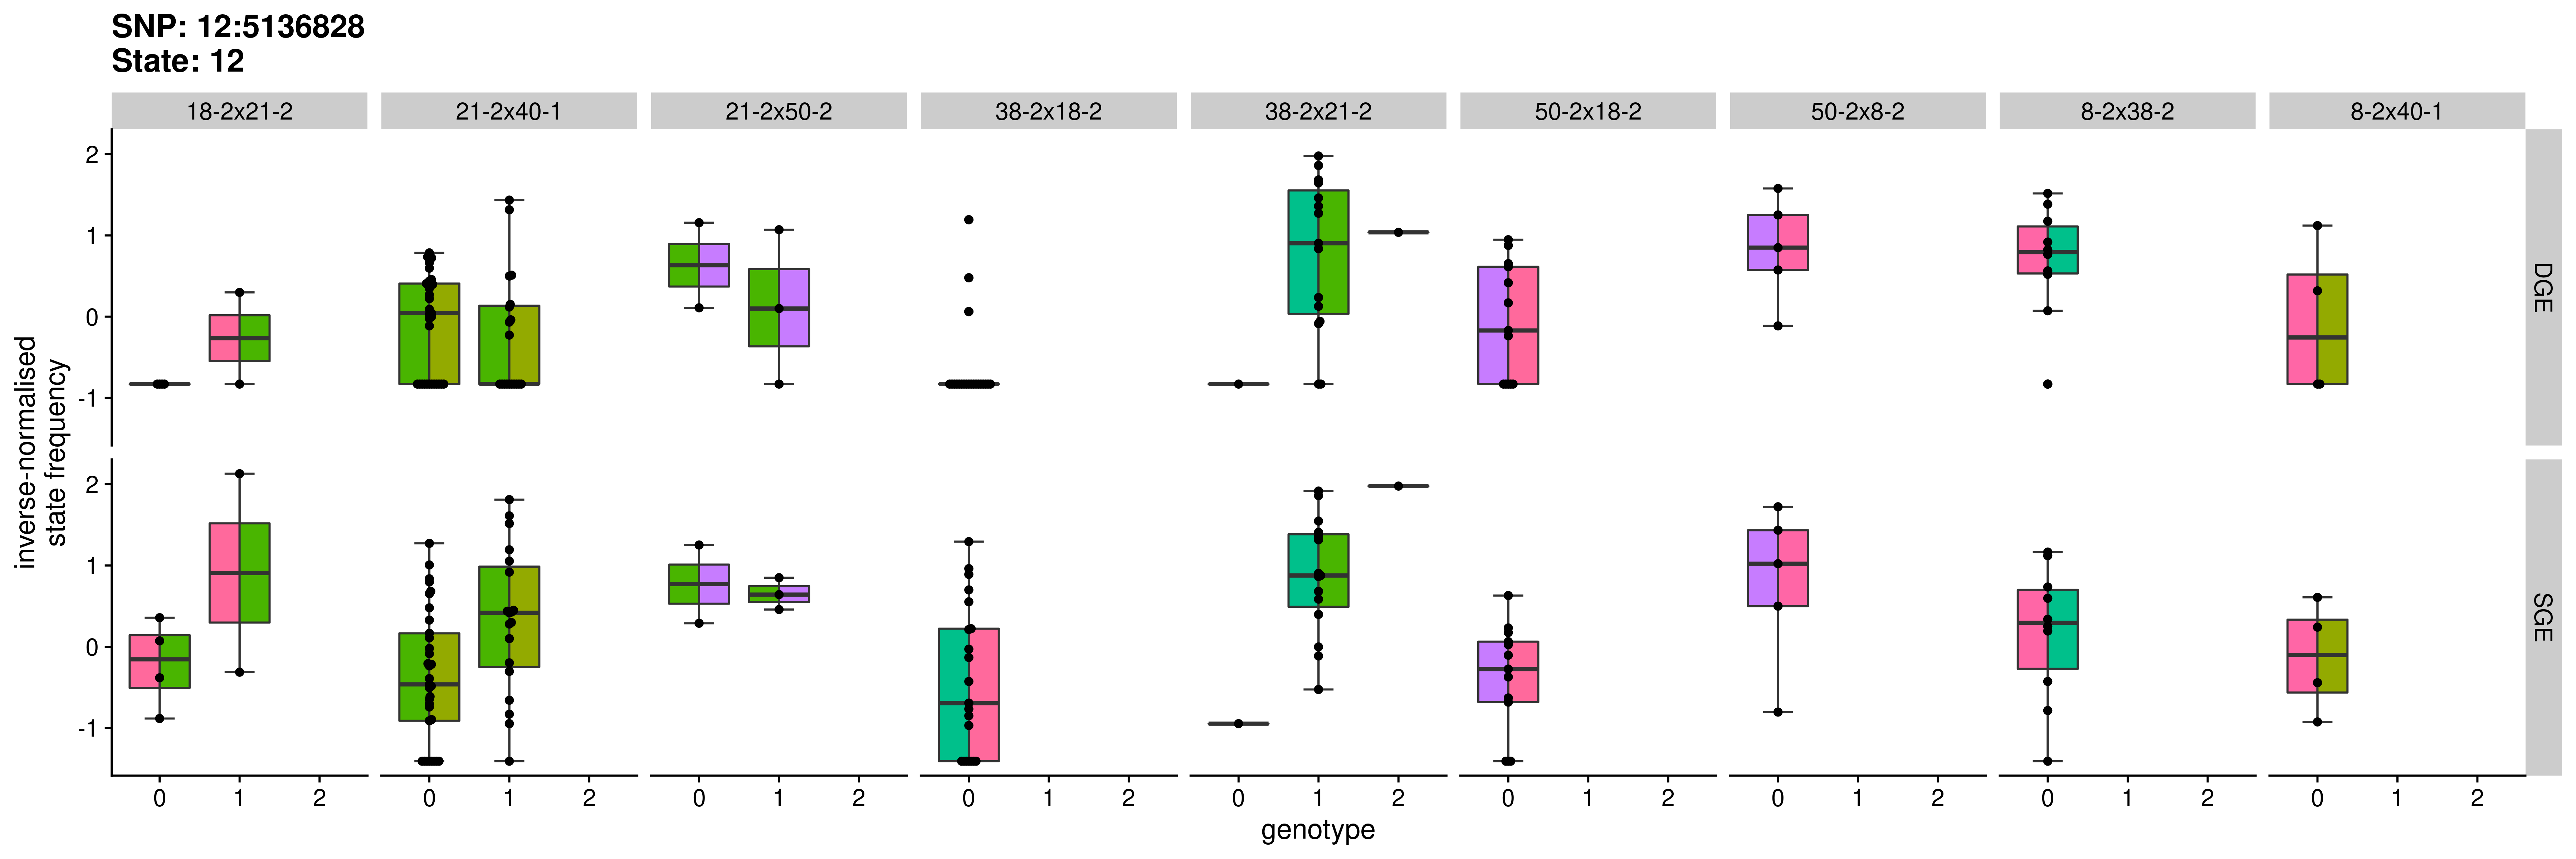 SNP: 12:5136828
State: 12
18-2x21-2
21-2x40-1
21-2x50-2
38-2x18-2
38-2x21-2
50-2x18-2
50-2x8-2
8-2x38-2
8-2x40-1
2
1
0
-1
DGE
2
1
0
-1
SGE
inverse-normalised
state frequency
0 1 2
0 1 2
0 1 2
0 1 2
0 1 2
0 1 2
0 1 2
0 1 2
0 1 2
genotype